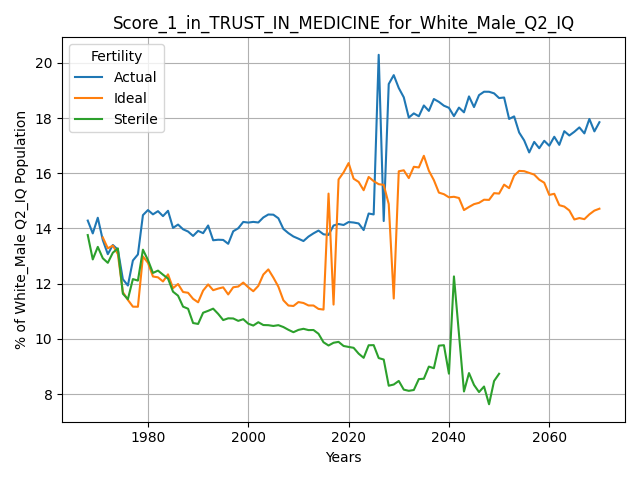 Score_1_in_TRUST_IN_MEDICINE_for_White_Male_Q2_IQ
Fertility
Actual
Ideal
Sterile
% of White_Male Q2_IQ Population
20
18
16
14
12
10
8
1980
2000
2020
2040
2060
Years